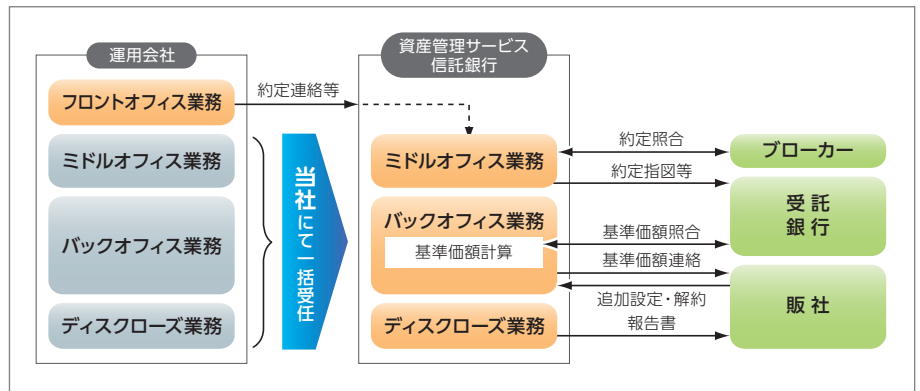 運用会社
フロントオフィス業務
ミドルオフィス業務
バックオフィス業務
ディスクローズ業務
約定連絡等
当社にて一括受任
資産管理サービス
信託銀行
ミドルオフィス業務
バックオフィス業務
基準価額計算
ディスクローズ業務
約定照合
約定指図等
基準価額照合
基準価額連絡
追加設定・解約
報告書
ブローカー
受託
銀行
販社